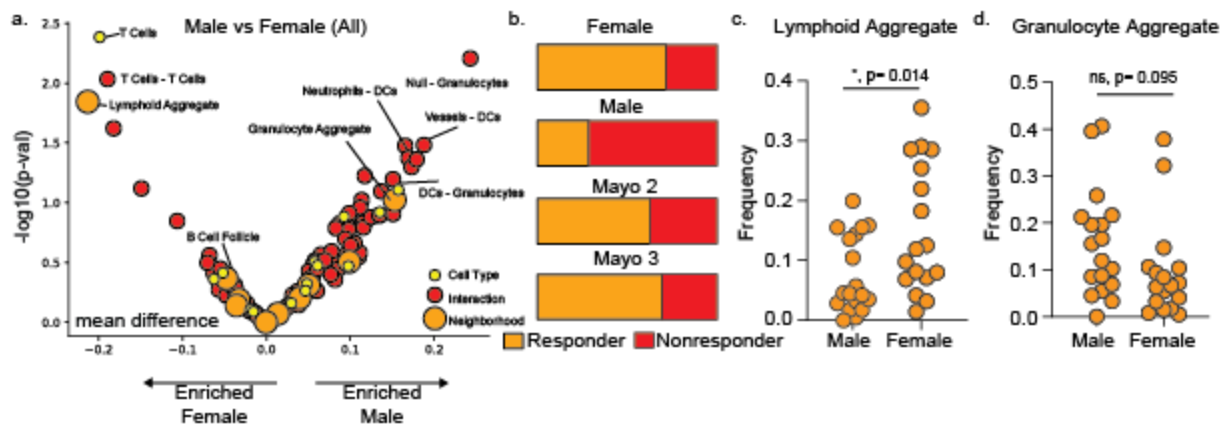 a.
Male vs Female (All)
-log10(p-val)
2.5
2.0
1.5
1.0
0.5
0.0
T Cells
T Cells - T Cells
Lymphoid Aggregate
Null - Granulocytes
Neutrophils - DCs
Vessels - DCs
Granulocyte Aggregate
DCs - Granulocytes
B Cell Follicle
Cell Type
Interaction
Neighborhood
mean difference
−0.2
−0.1
0.0
0.1
0.2
Enriched
Female
Enriched
Male
b.
Female
Male
Mayo 2
Mayo 3
Responder
Nonresponder
c.
Lymphoid Aggregate
*, p= 0.014
Frequency
0.4
0.3
0.2
0.1
0.0
Male
Female
d.
Granulocyte Aggregate
ns, p= 0.095
Frequency
0.5
0.4
0.3
0.2
0.1
0.0
Male
Female